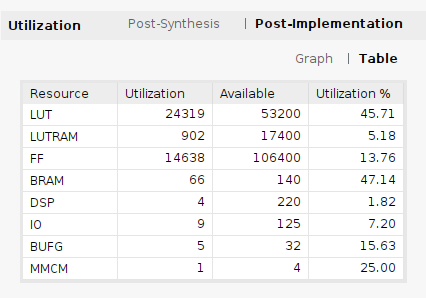 Utilization Post-Synthesis | Post-Implementation
Graph | Table
Resource Utilization Available Utilization %
LUT 24319 53200 45.71
LUTRAM 902 17400 5.18
FF 14638 106400 13.76
BRAM 66 140 47.14
DSP 4 220 1.82
IO 9 125 7.20
BUFG 5 32 15.63
MMCM 1 4 25.00